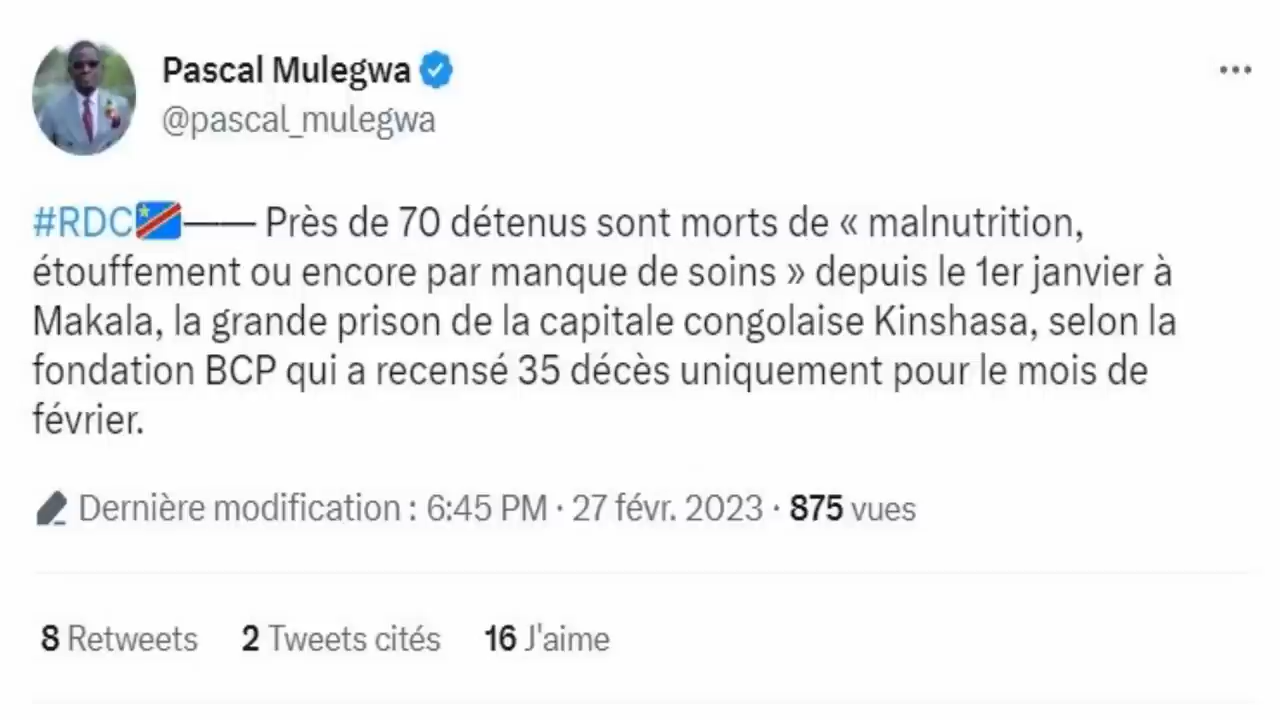 Pascal Mulegwa
@pascal_mulegwa
#RDC🇨🇩—— Près de 70 détenus sont morts de « malnutrition,
étouffement ou encore par manque de soins » depuis le 1er janvier à
Makala, la grande prison de la capitale congolaise Kinshasa, selon la
fondation BCP qui a recensé 35 décès uniquement pour le mois de
février.
Dernière modification : 6:45 PM · 27 févr. 2023 · 875 vues
8 Retweets 2 Tweets cités 16 J'aime